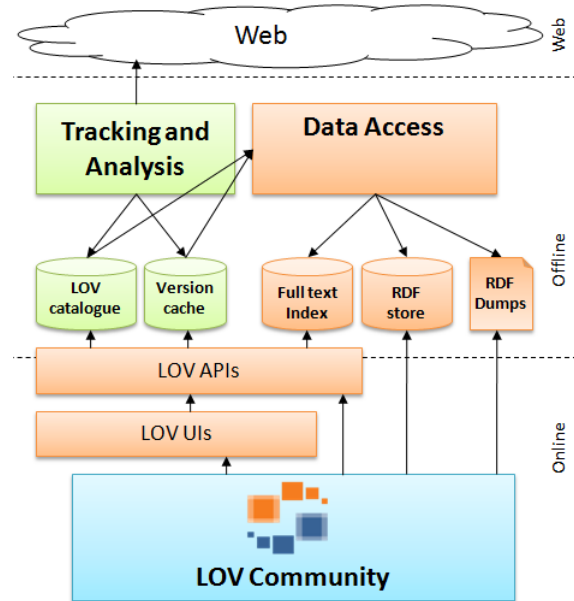 Web
Web
Tracking and
Analysis
Data Access
Offline
LOV
catalogue
Version
cache
Full text
Index
RDF
store
RDF
Dumps
LOV APIs
LOV UIs
Online
LOV Community